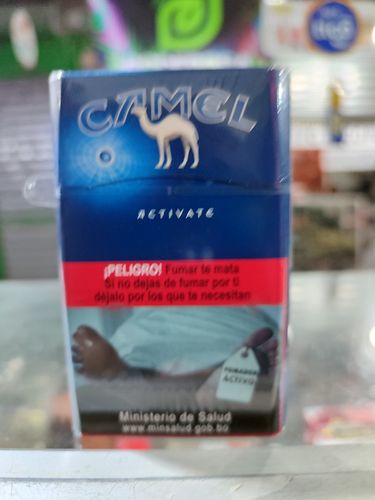 CAMEL
ACTIVATE
¡PELIGRO! Fumar te mata
Si no dejas de fumar por ti
déjalo por los que te necesitan
FUMADOR
ACTIVO
Ministerio de Salud
www.minsalud.gob.bo